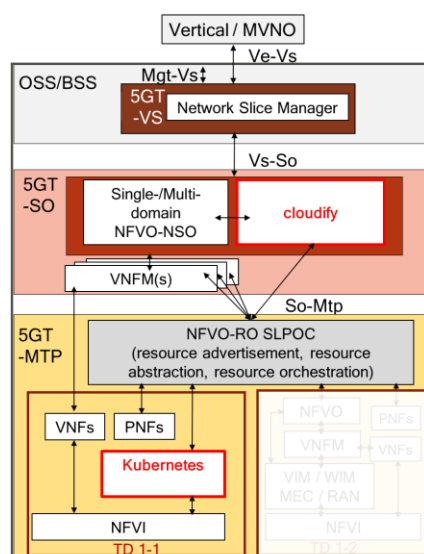 Vertical / MVNO
Ve-Vs
Mgt-Vs
OSS/BSS
5GT
-VS
Network Slice Manager
Vs-So
5GT
-SO
Single-/Multi-
domain
NFVO-NSO
cloudify
VNFM(s)
So-Mtp
5GT
-MTP
NFVO-RO SLPOC
(resource advertisement, resource
abstraction, resource orchestration)
VNFs
PNFs
Kubernetes
NFVI
TD 1-1
NFVO
PNFs
VNFM
VNFs
VIM / WIM
MEC / RAN
NFVI
TD 1-2